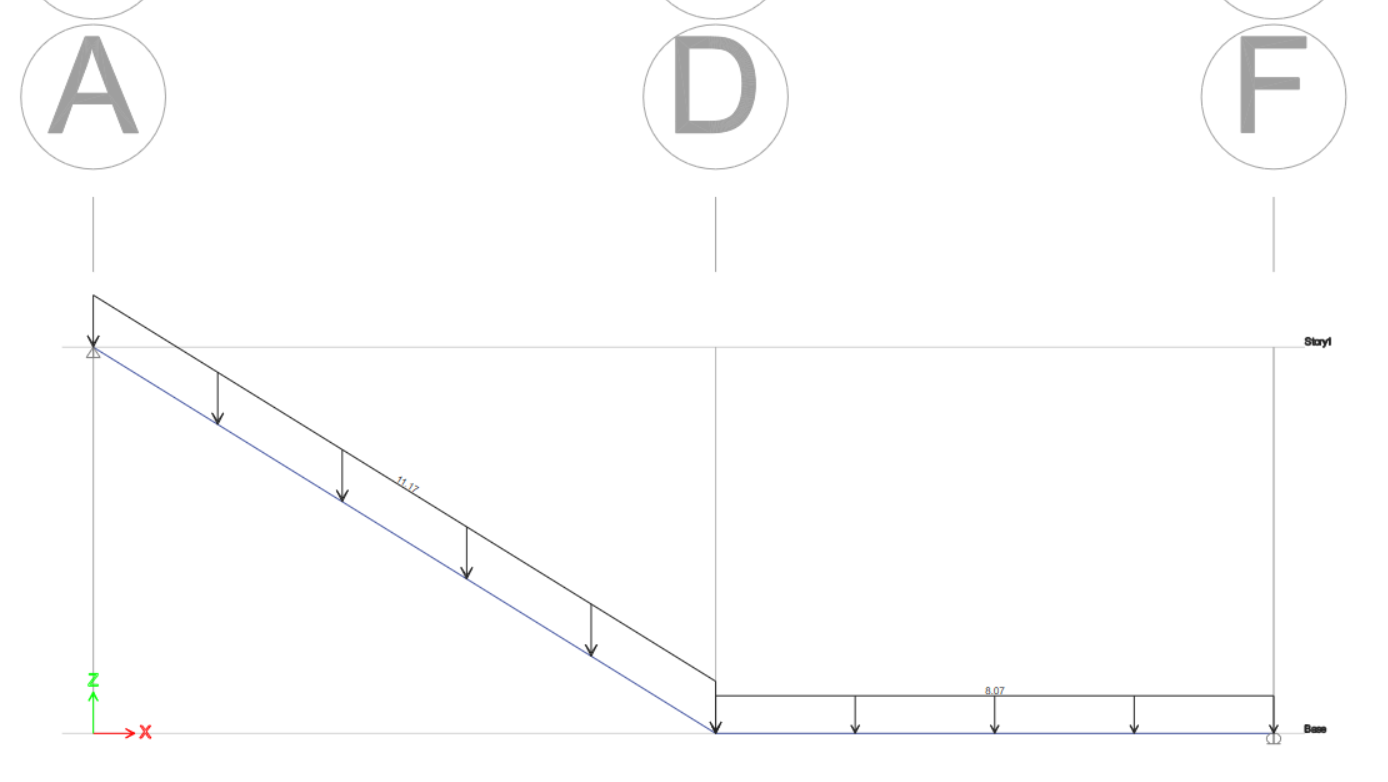 A D F
Story1
11.17
Z
8.07
X
Base